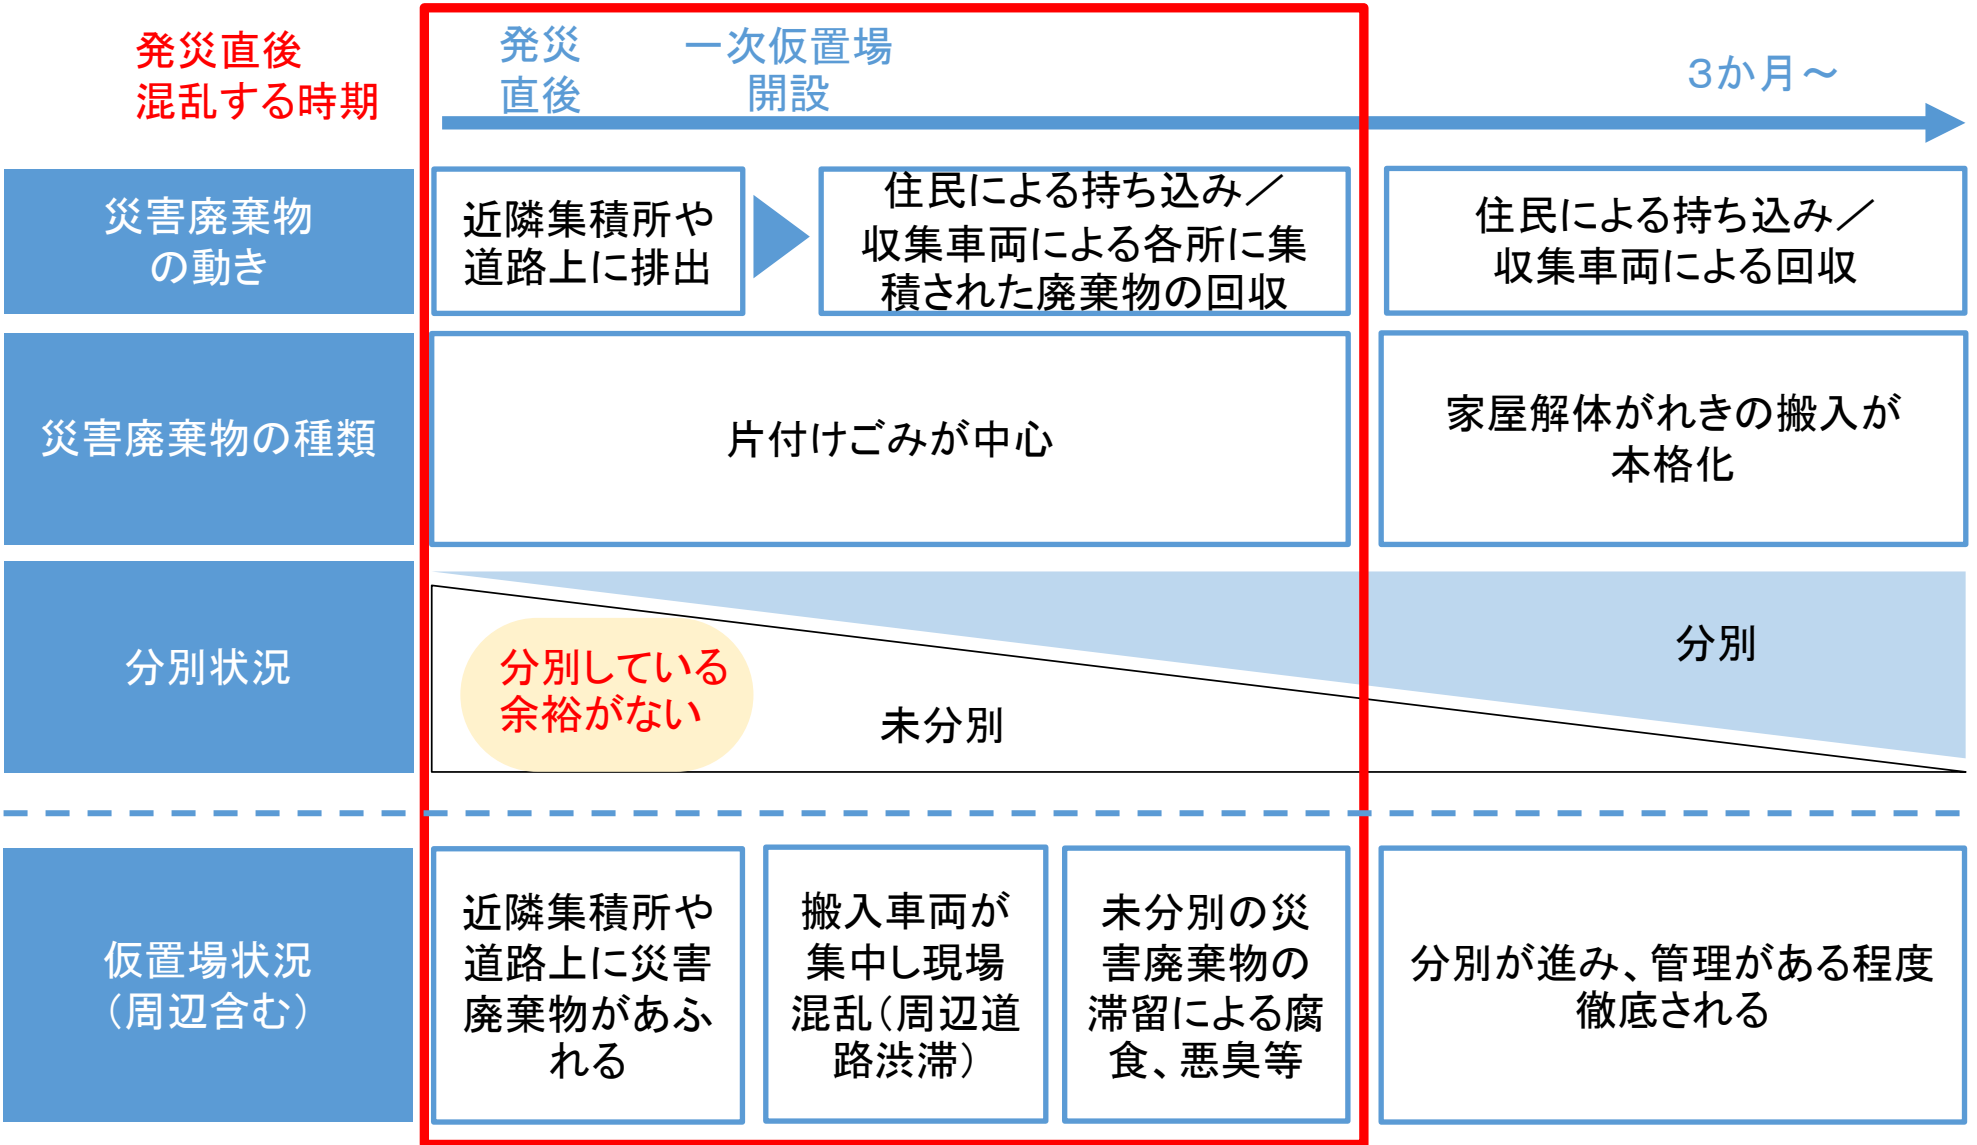 発災直後
混乱する時期
発災
直後
一次仮置場
開設
3か月～
災害廃棄物
の動き
近隣集積所や
道路上に排出
住民による持ち込み／
収集車両による各所に集
積された廃棄物の回収
住民による持ち込み／
収集車両による回収
災害廃棄物の種類
片付けごみが中心
家屋解体がれきの搬入が
本格化
分別状況
分別している
余裕がない
未分別
分別
仮置場状況
（周辺含む）
近隣集積所や
道路上に災害
廃棄物があふ
れる
搬入車両が
集中し現場
混乱（周辺道
路渋滞）
未分別の災
害廃棄物の
滞留による腐
食、悪臭等
分別が進み、管理がある程度
徹底される